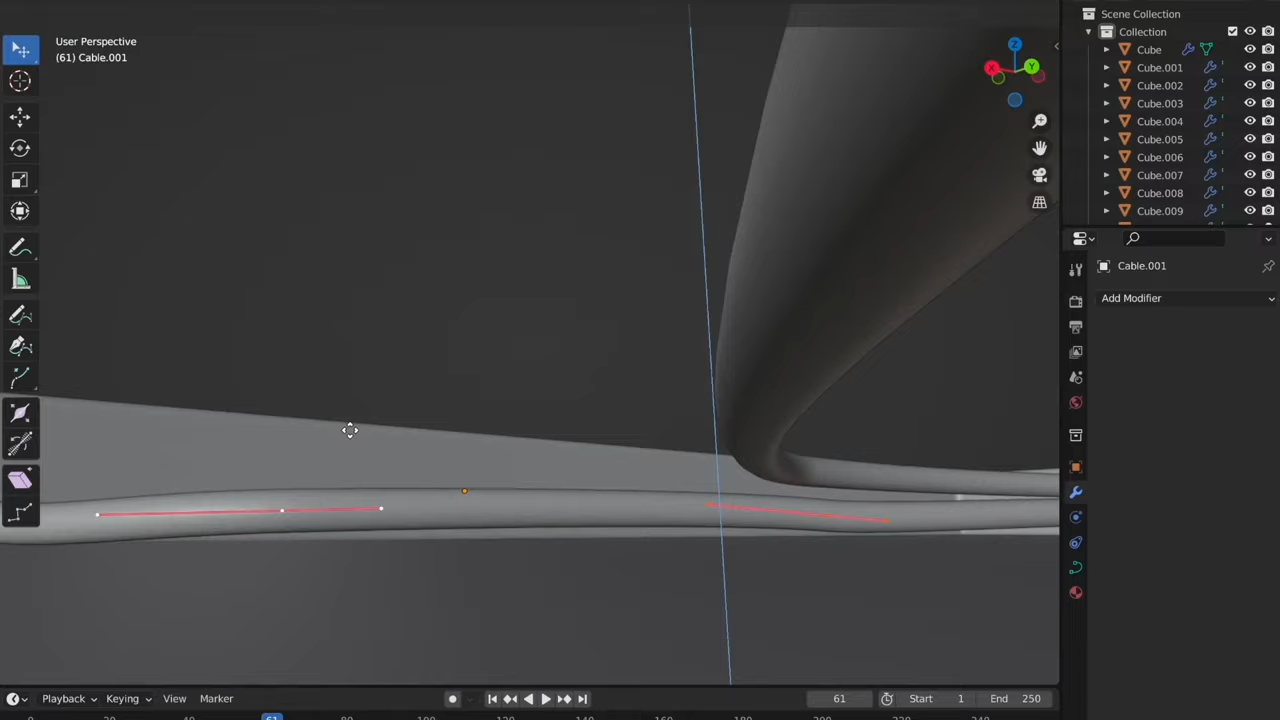 User Perspective
(61) Cable.001
X
Y
Z
Scene Collection
Collection
Cube
Cube.001
Cube.002
Cube.003
Cube.004
Cube.005
Cube.006
Cube.007
Cube.008
Cube.009
Cable.001
Add Modifier
Playback
Keying
View
Marker
61
Start 1
End 250
61